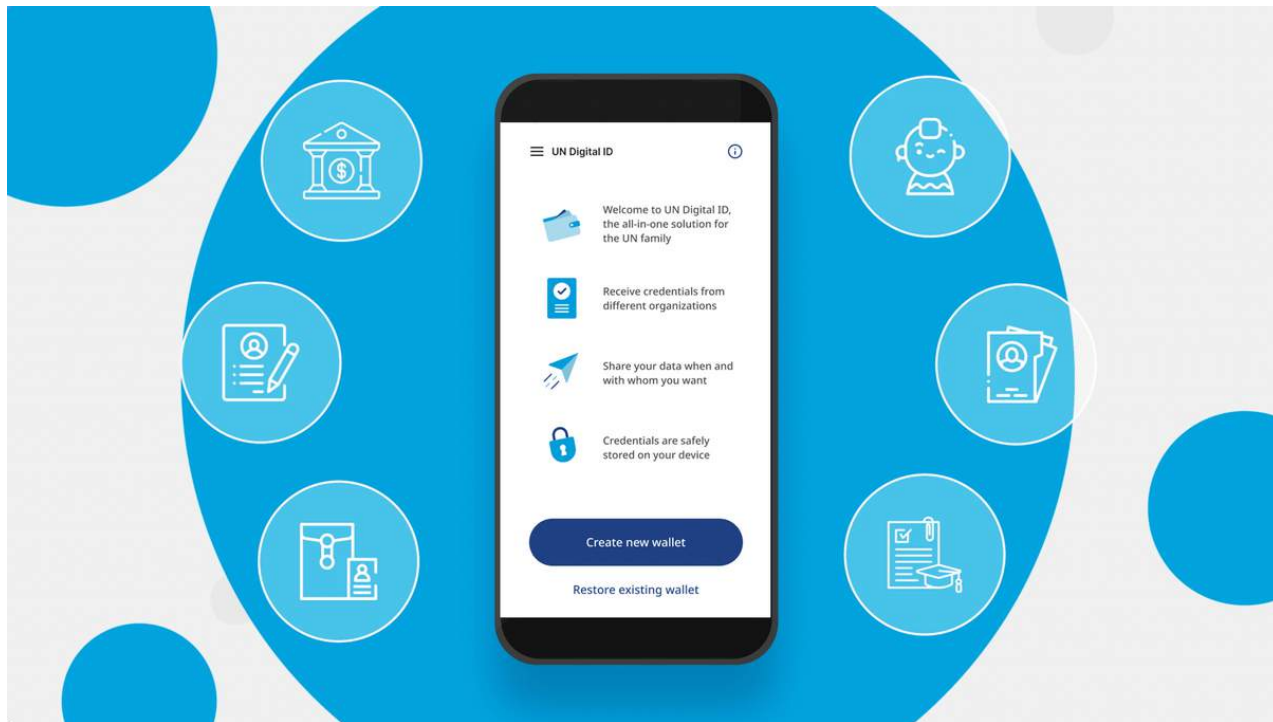 UN Digital ID
Welcome to UN Digital ID,
the all-in-one solution for
the UN family
Receive credentials from
different organizations
Share your data when and
with whom you want
Credentials are safely
stored on your device
Create new wallet
Restore existing wallet